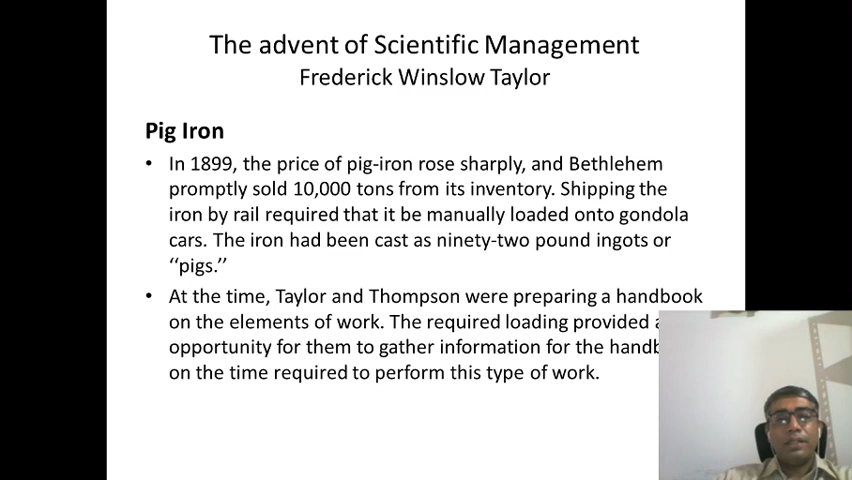 The advent of Scientific Management
Frederick Winslow Taylor
Pig Iron
• In 1899, the price of pig-iron rose sharply, and Bethlehem
promptly sold 10,000 tons from its inventory. Shipping the
iron by rail required that it be manually loaded onto gondola
cars. The iron had been cast as ninety-two pound ingots or
‘‘pigs.’’
• At the time, Taylor and Thompson were preparing a handbook
on the elements of work. The required loading provided
opportunity for them to gather information for the
on the time required to perform this type of work.